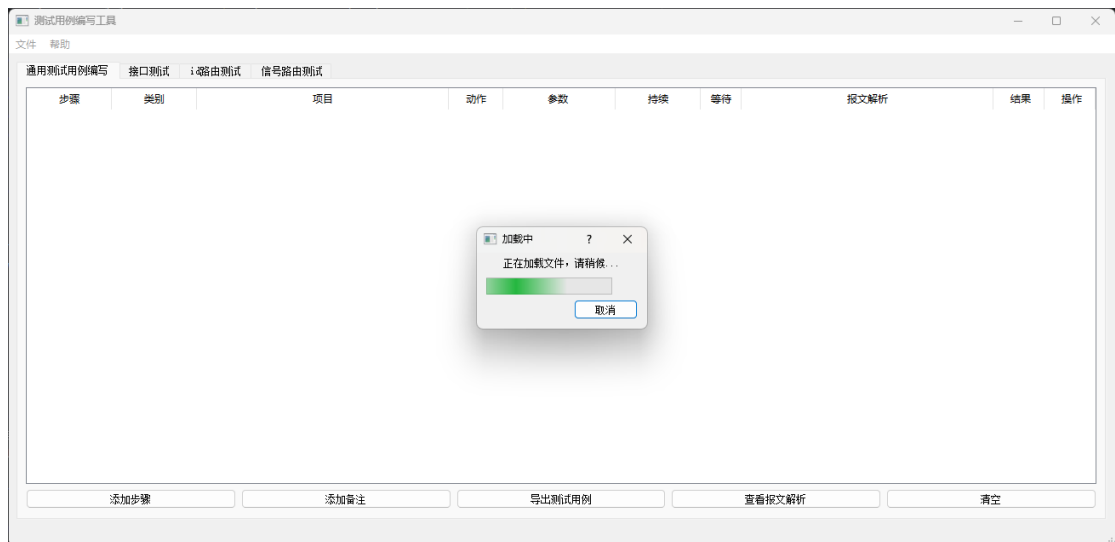 测试用例编写工具
文件 帮助
通用测试用例编写 接口测试 id路由测试 信号路由测试
步骤 类别 项目 动作 参数 持续 等待 报文解析 结果 操作
加载中 ?
正在加载文件，请稍候...
取消
添加步骤 添加备注 导出测试用例 查看报文解析 清空